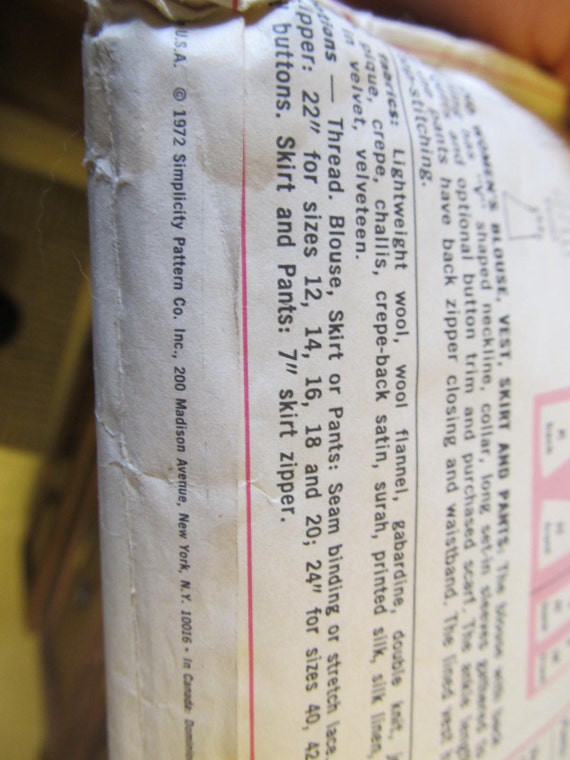 WOMEN'S BLOUSE, VEST, SKIRT AND PANTS: The blouse with back
has "V" shaped neckline, collar, long set-in sleeves gathered to
and optional button trim and purchased scarf. The ankle length
pants have back zipper closing and waistband. The lined vest
top-stitching.
Fabrics: Lightweight wool, wool flannel, gabardine, double knit,
pique, crepe, challis, crepe-back satin, surah, printed silk, silk linen,
in velvet, velveteen.
otions — Thread. Blouse, Skirt or Pants: Seam binding or stretch lace.
ipper: 22" for sizes 12, 14, 16, 18 and 20; 24" for sizes 40, 42
buttons. Skirt and Pants: 7" skirt zipper.
U.S.A. © 1972 Simplicity Pattern Co. Inc., 200 Madison Avenue, New York, N.Y. 10016 • In Canada: Domini